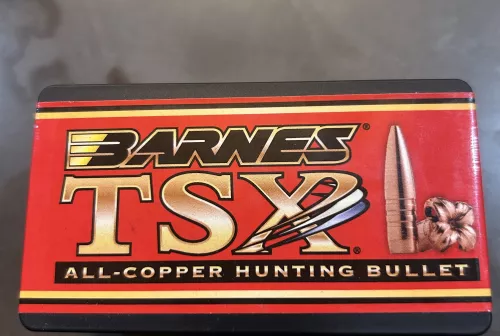 BARNES®
TSX®
ALL-COPPER HUNTING BULLET